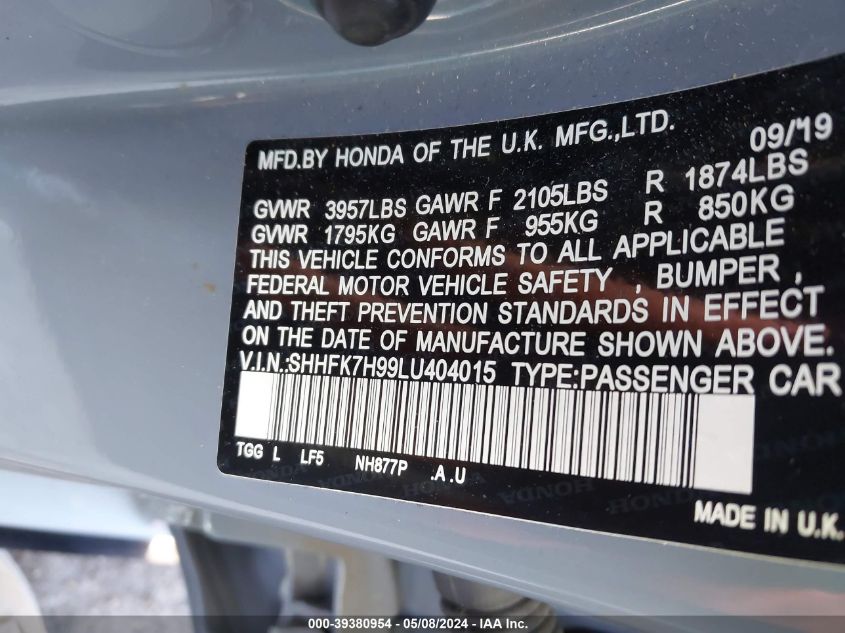 MFD.BY HONDA OF THE U.K. MFG.,LTD. 09/19
GVWR 3957LBS GAWR F 2105LBS R 1874LBS
GVWR 1795KG GAWR F 955KG R 850KG
THIS VEHICLE CONFORMS TO ALL APPLICABLE
FEDERAL MOTOR VEHICLE SAFETY , BUMPER ,
AND THEFT PREVENTION STANDARDS IN EFFECT
ON THE DATE OF MANUFACTURE SHOWN ABOVE.
V.I.N.:SHHFK7H99LU404015 TYPE:PASSENGER CAR
TGG L LF5 NH877P .A .U
MADE IN U.K.
000-39380954 - 05/08/2024 - IAA Inc.